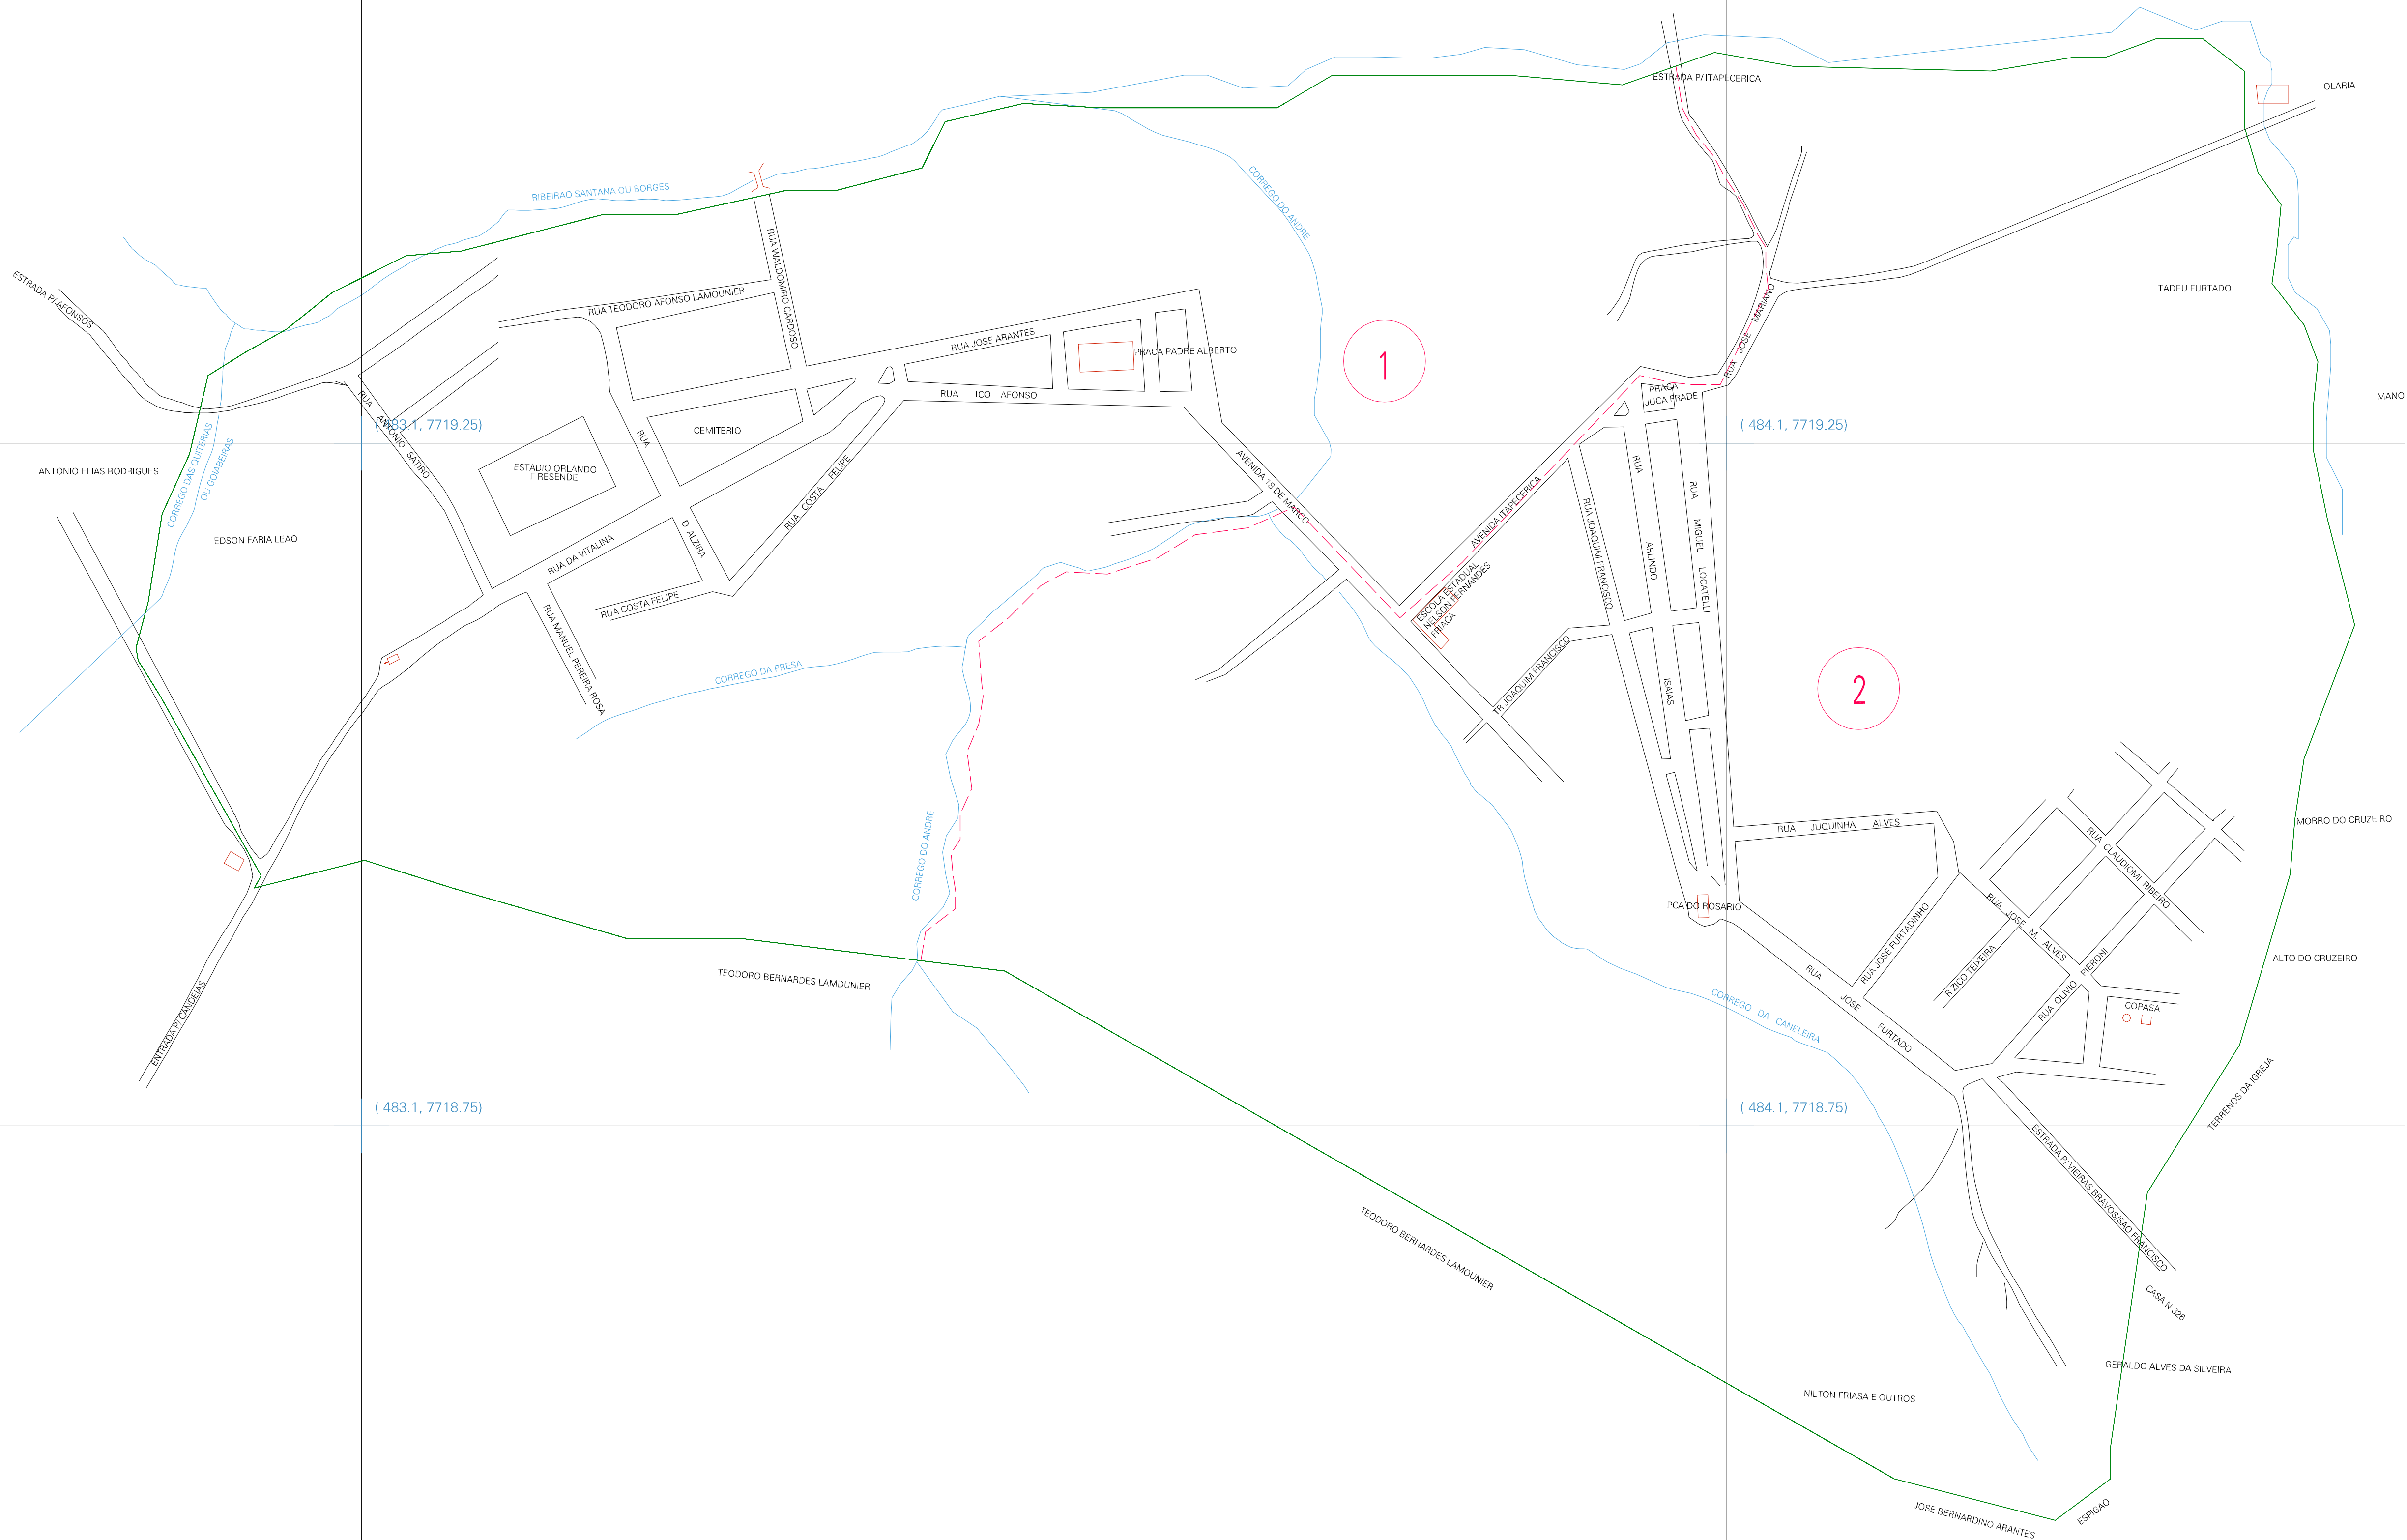 ESTRADA P/ ITAPECERICA
OLARIA
RIBEIRAO SANTANA OU BORGES
CORREGO DO ANDRE
ESTRADA P/ AFONSOS
RUA WALDOMIRO CARDOSO
RUA TEODORO AFONSO LAMOUNIER
TADEU FURTADO
RUA JOSE MARIANO
RUA JOSE ARANTES
PRACA PADRE ALBERTO
1
PRACA
JUCA FRADE
RUA ICO AFONSO
MANO
RUA ANTONIO SATIRO
( 483.1, 7719.25)
( 484.1, 7719.25)
CEMITERIO
RUA
D ALZIRA
ANTONIO ELIAS RODRIGUES
CORREGO DAS QUITERIAS
OU GOIABEIRAS
ESTADIO ORLANDO
F RESENDE
RUA COSTA FELIPE
AVENIDA 18 DE MARCO
AVENIDA ITAPECERICA
RUA JOAQUIM FRANCISCO
RUA ARLINDO ISAIAS
RUA MIGUEL LOCATELLI
EDSON FARIA LEAO
RUA DA VITALINA
RUA COSTA FELIPE
RUA MANUEL PEREIRA ROSA
ESCOLA ESTADUAL
NELSON FERNANDES
FRIACA
TR JOAQUIM FRANCISCO
CORREGO DA PRESA
2
CORREGO DO ANDRE
RUA JUQUINHA ALVES
MORRO DO CRUZEIRO
RUA CLAUDIOMI RIBEIRO
PCA DO ROSARIO
RUA JOSE FURTADINHO
RUA JOSE M. ALVES
R ZICO TEIXEIRA
RUA OLIVIO PIERONI
ALTO DO CRUZEIRO
TEODORO BERNARDES LAMDUNIER
ENTRADA P/ CANDEIAS
CORREGO DA CANELEIRA
RUA JOSE FURTADO
COPASA
( 483.1, 7718.75)
( 484.1, 7718.75)
TERRENOS DA IGREJA
ESTRADA P/ VIEIRAS BRAVOS/SAO FRANCISCO
TEODORO BERNARDES LAMOUNIER
CASA N 326
GERALDO ALVES DA SILVEIRA
NILTON FRIASA E OUTROS
JOSE BERNARDINO ARANTES
ESPIGAO